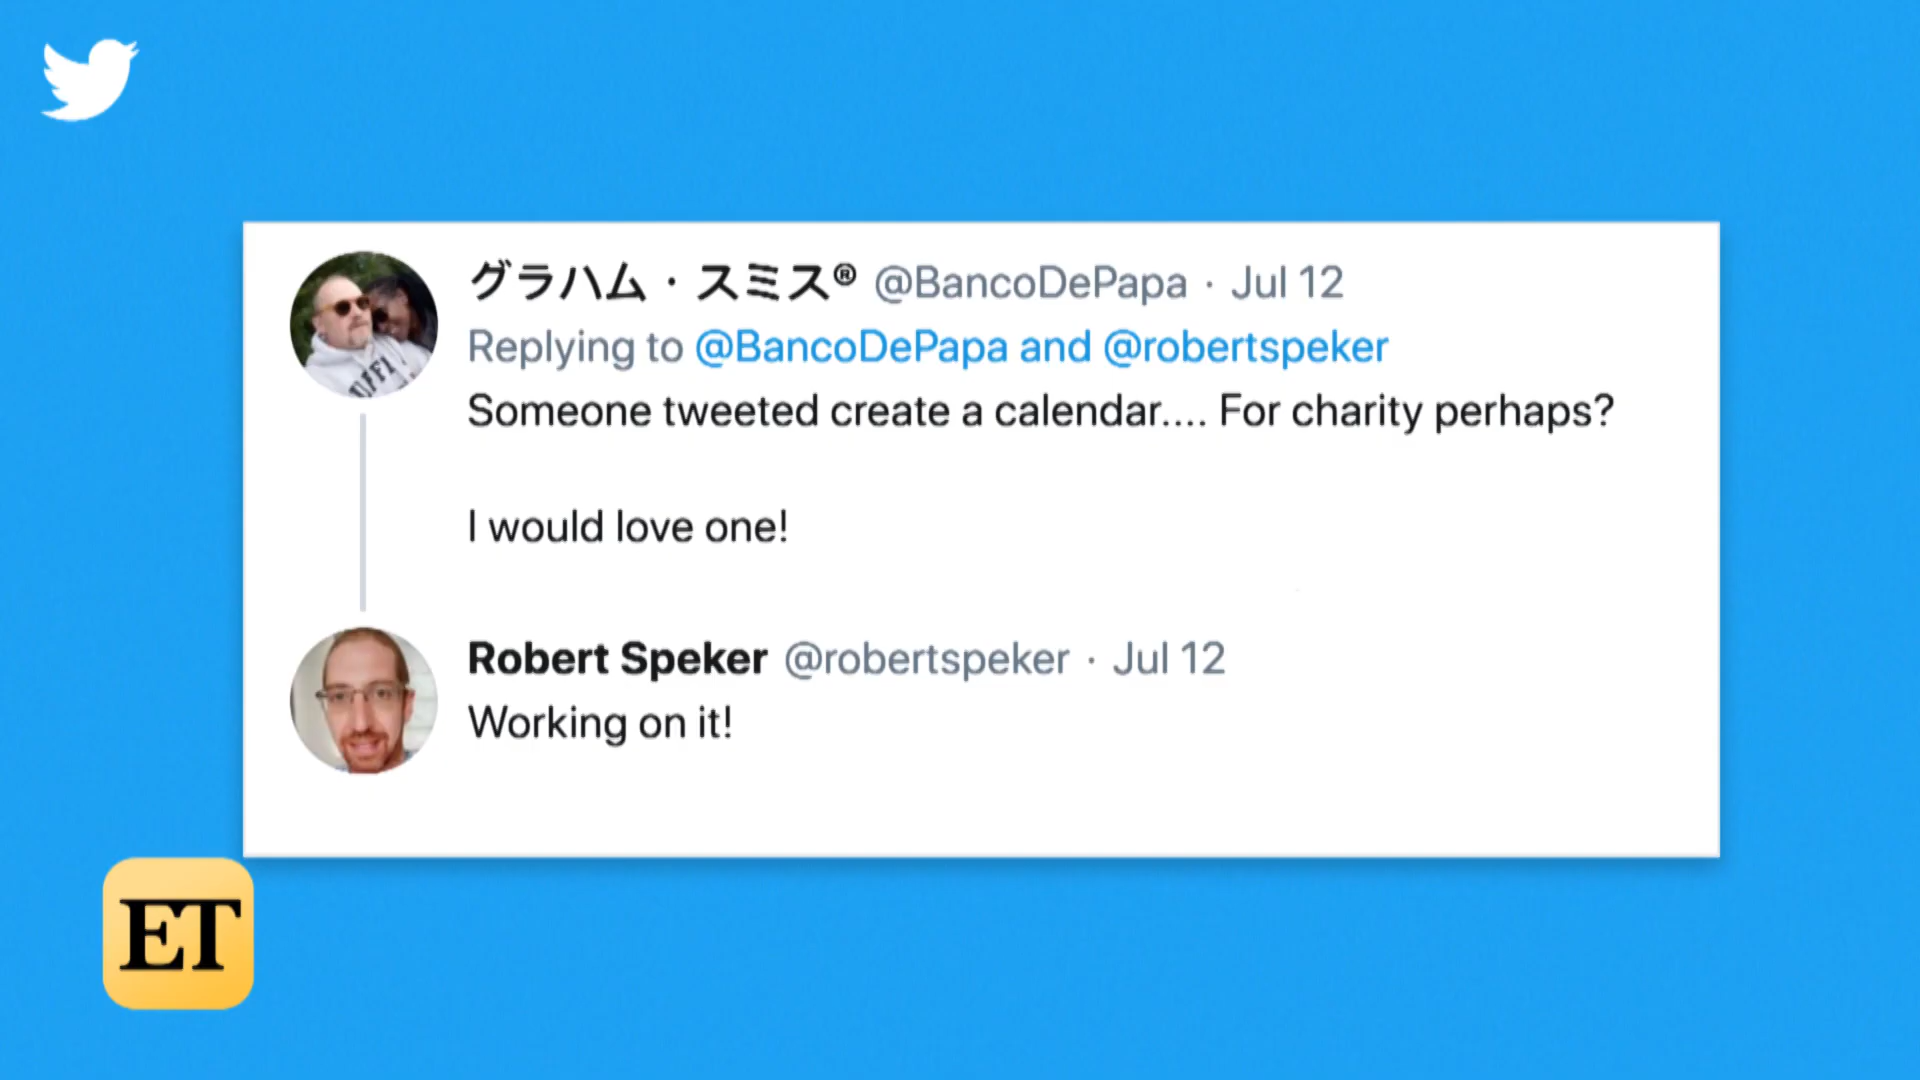 グラハム・スミス® @BancoDePapa · Jul 12
Replying to @BancoDePapa and @robertspeker
Someone tweeted create a calendar.... For charity perhaps?
I would love one!
Robert Speker @robertspeker · Jul 12
Working on it!
ET